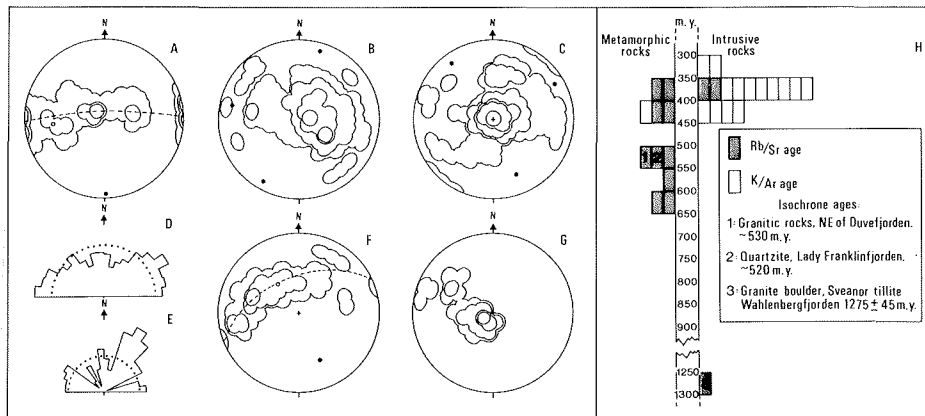 N
A
N
B
N
C
N
D
N
E
N
F
N
G
m. y.
H
Metamorphic
rocks
Intrusive
rocks
300
350
400
450
500
550
600
650
700
750
800
850
900
1250
1300
1 2
Rb/Sr age
K/Ar age
Isochrone ages:
1: Granitic rocks, NE of Duvefjorden.
~530 m.y.
2: Quartzite, Lady Franklinfjorden.
~520 m.y.
3: Granite boulder, Sveanor tillite
Wahlenbergfjorden 1275 ± 45 m.y.